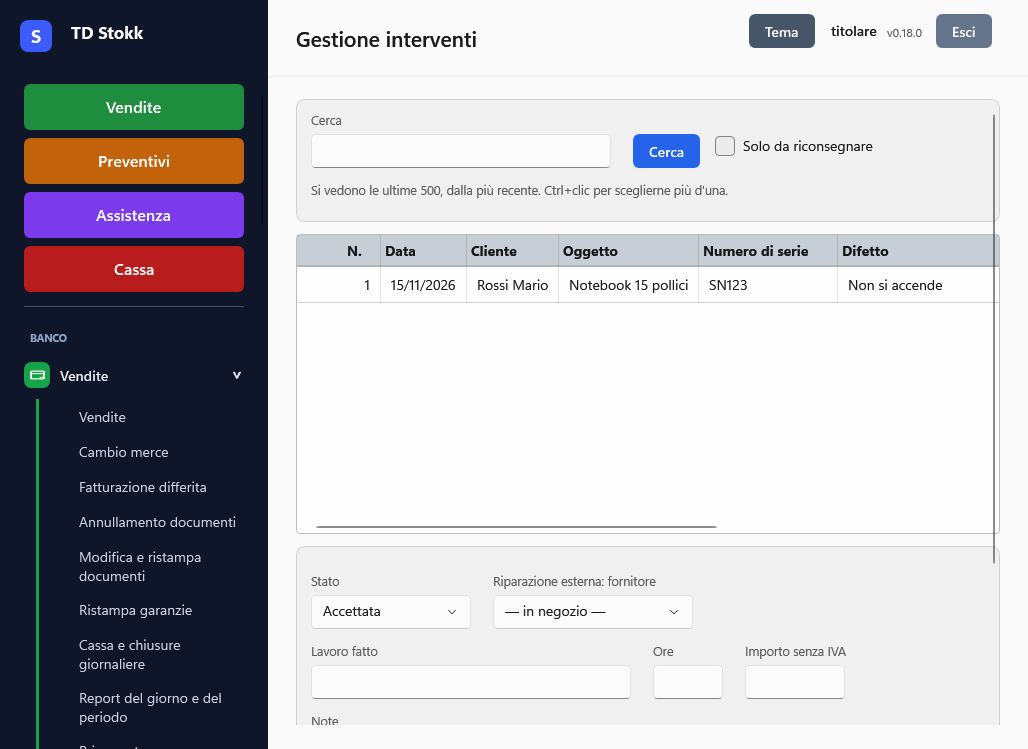 S
TD Stokk
Vendite
Preventivi
Assistenza
Cassa
BANCO
Vendite
Vendite
Cambio merce
Fatturazione differita
Annullamento documenti
Modifica e ristampa
documenti
Ristampa garanzie
Cassa e chiusure
giornaliere
Report del giorno e del
periodo
Gestione interventi
Tema
titolare
v0.18.0
Esci
Cerca
Cerca
Solo da riconsegnare
Si vedono le ultime 500, dalla più recente. Ctrl+clic per sceglierne più d'una.
N. Data Cliente Oggetto Numero di serie Difetto
1 15/11/2026 Rossi Mario Notebook 15 pollici SN123 Non si accende
Stato Riparazione esterna: fornitore
Accettata — in negozio —
Lavoro fatto Ore Importo senza IVA
Note